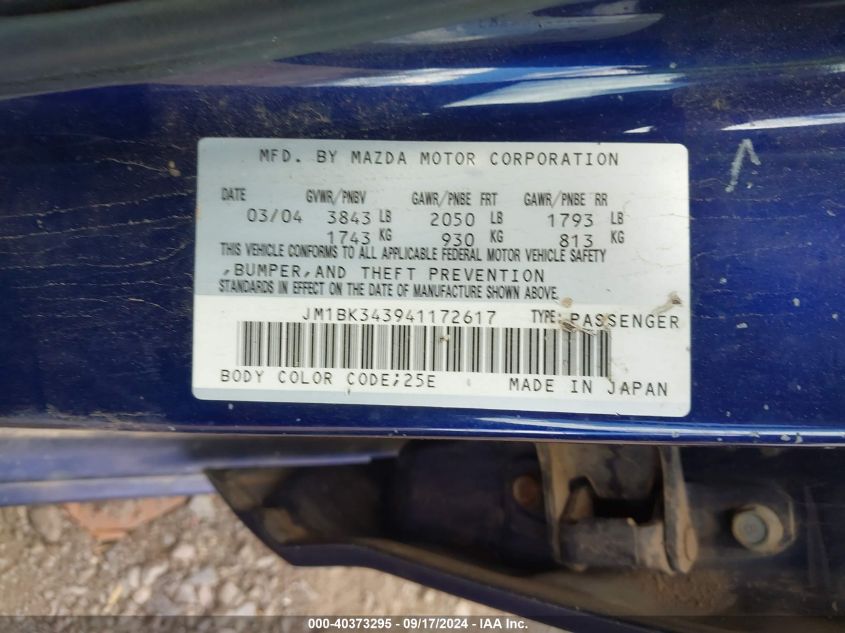 MFD. BY MAZDA MOTOR CORPORATION
DATE GVWR/PNBV GAWR/PNBE FRT GAWR/PNBE RR
03/04 3843 LB 2050 LB 1793 LB
1743 KG 930 KG 813 KG
THIS VEHICLE CONFORMS TO ALL APPLICABLE FEDERAL MOTOR VEHICLE SAFETY
,BUMPER,AND THEFT PREVENTION
STANDARDS IN EFFECT ON THE DATE OF MANUFACTURE SHOWN ABOVE.
JM1BK343941172617 TYPE: PASSENGER
BODY COLOR CODE;25E MADE IN JAPAN
000-40373295 - 09/17/2024 - IAAI Inc.